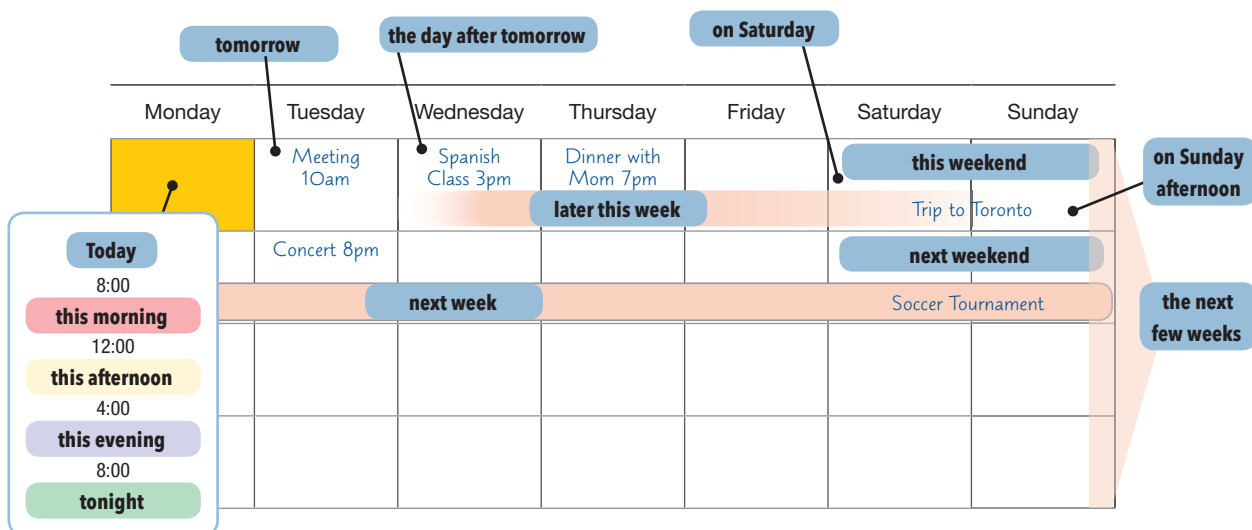 tomorrow
the day after tomorrow
on Saturday
Monday
Tuesday
Wednesday
Thursday
Friday
Saturday
Sunday
Meeting
10am
Spanish
Class 3pm
Dinner with
Mom 7pm
this weekend
on Sunday
afternoon
later this week
Trip to Toronto
Today
8:00
this morning
12:00
this afternoon
4:00
this evening
8:00
tonight
Concert 8pm
next weekend
next week
Soccer Tournament
the next
few weeks